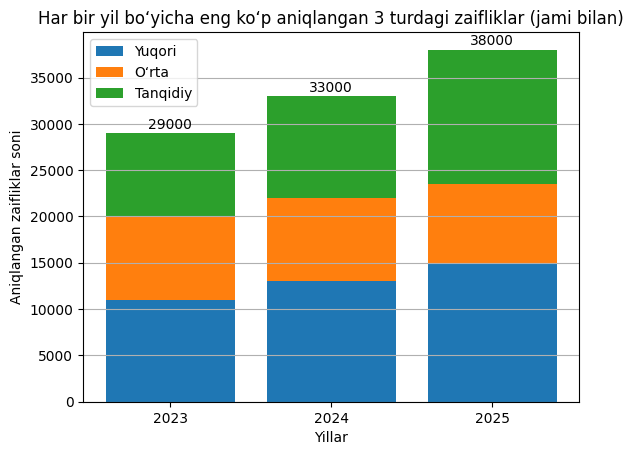 Har bir yil bo‘yicha eng ko‘p aniqlangan 3 turdagi zaifliklar (jami bilan)
Yuqori
O‘rta
Tanqidiy
29000
33000
38000
Aniqlangan zaifliklar soni
35000
30000
25000
20000
15000
10000
5000
0
2023
2024
2025
Yillar